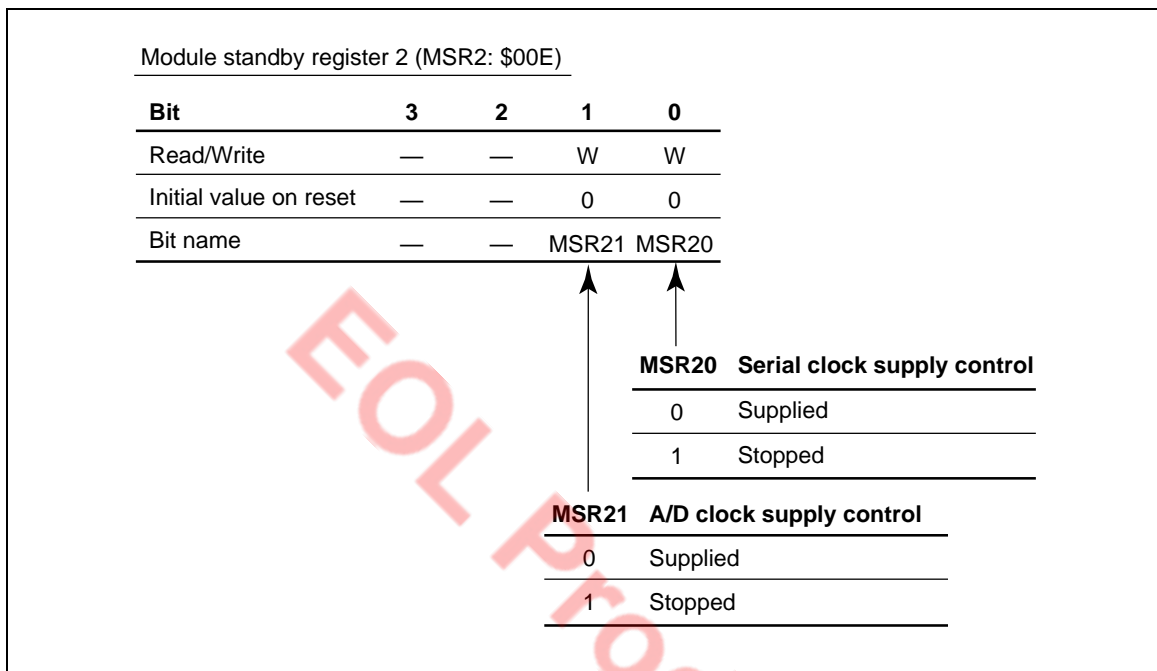 Module standby register 2 (MSR2: $00E)
Bit 3 2 1 0
Read/Write — — W W
Initial value on reset — — 0 0
Bit name — — MSR21 MSR20
MSR20 Serial clock supply control
0 Supplied
1 Stopped
MSR21 A/D clock supply control
0 Supplied
1 Stopped
EOL Pro